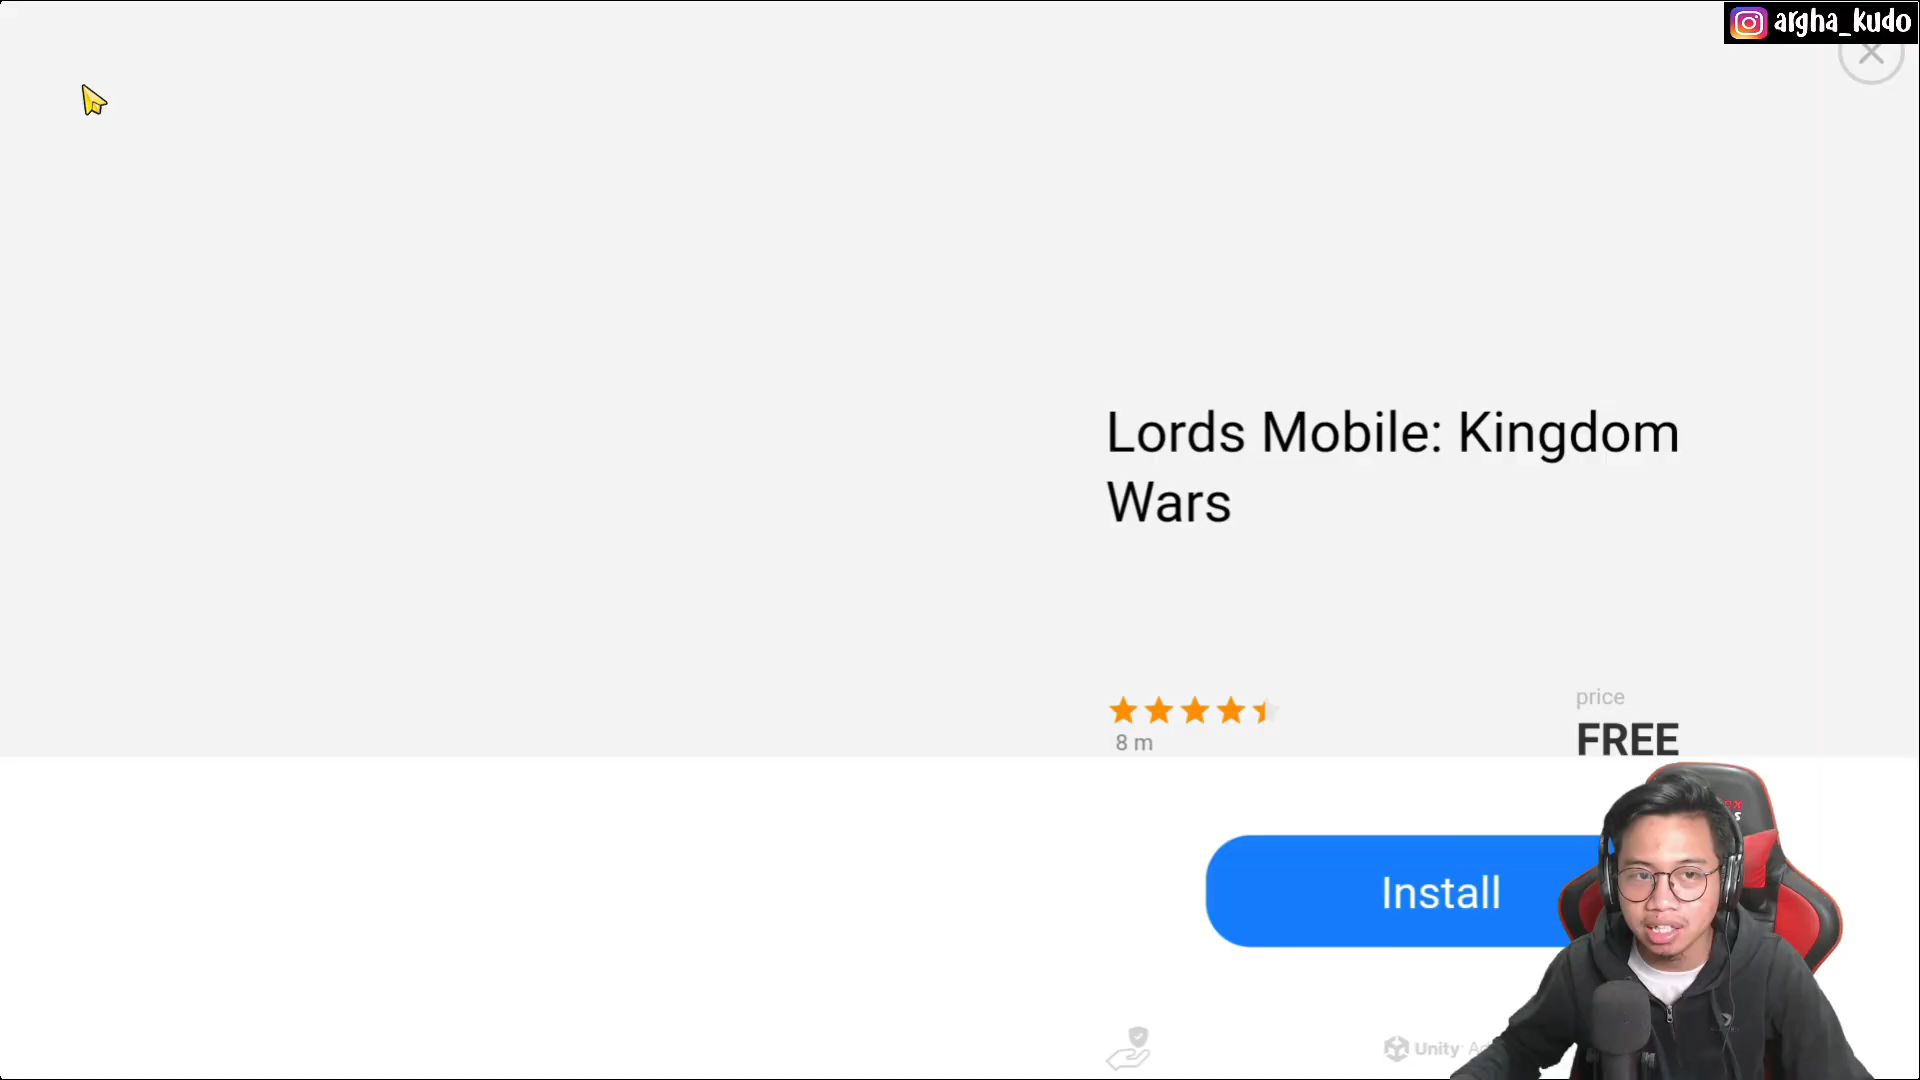 argha_kudo
Lords Mobile: Kingdom
Wars
8 m
price
FREE
Install
Unity